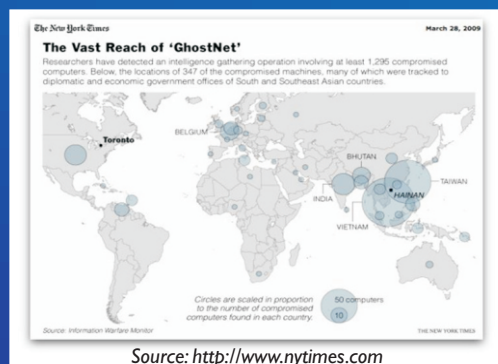 The New York Times
March 28, 2009
The Vast Reach of 'GhostNet'
Researchers have detected an intelligence gathering operation involving at least 1,295 compromised
computers. Below, the locations of 347 of the compromised machines, many of which were tracked to
diplomatic and economic government offices of South and Southeast Asian countries.
Toronto
BELGIUM
BHUTAN
TAIWAN
HAINAN
INDIA
VIETNAM
Circles are scaled in proportion
to the number of compromised
computers found in each country.
50 computers
10
Source: Information Warfare Monitor
THE NEW YORK TIMES
Source: http://www.nytimes.com